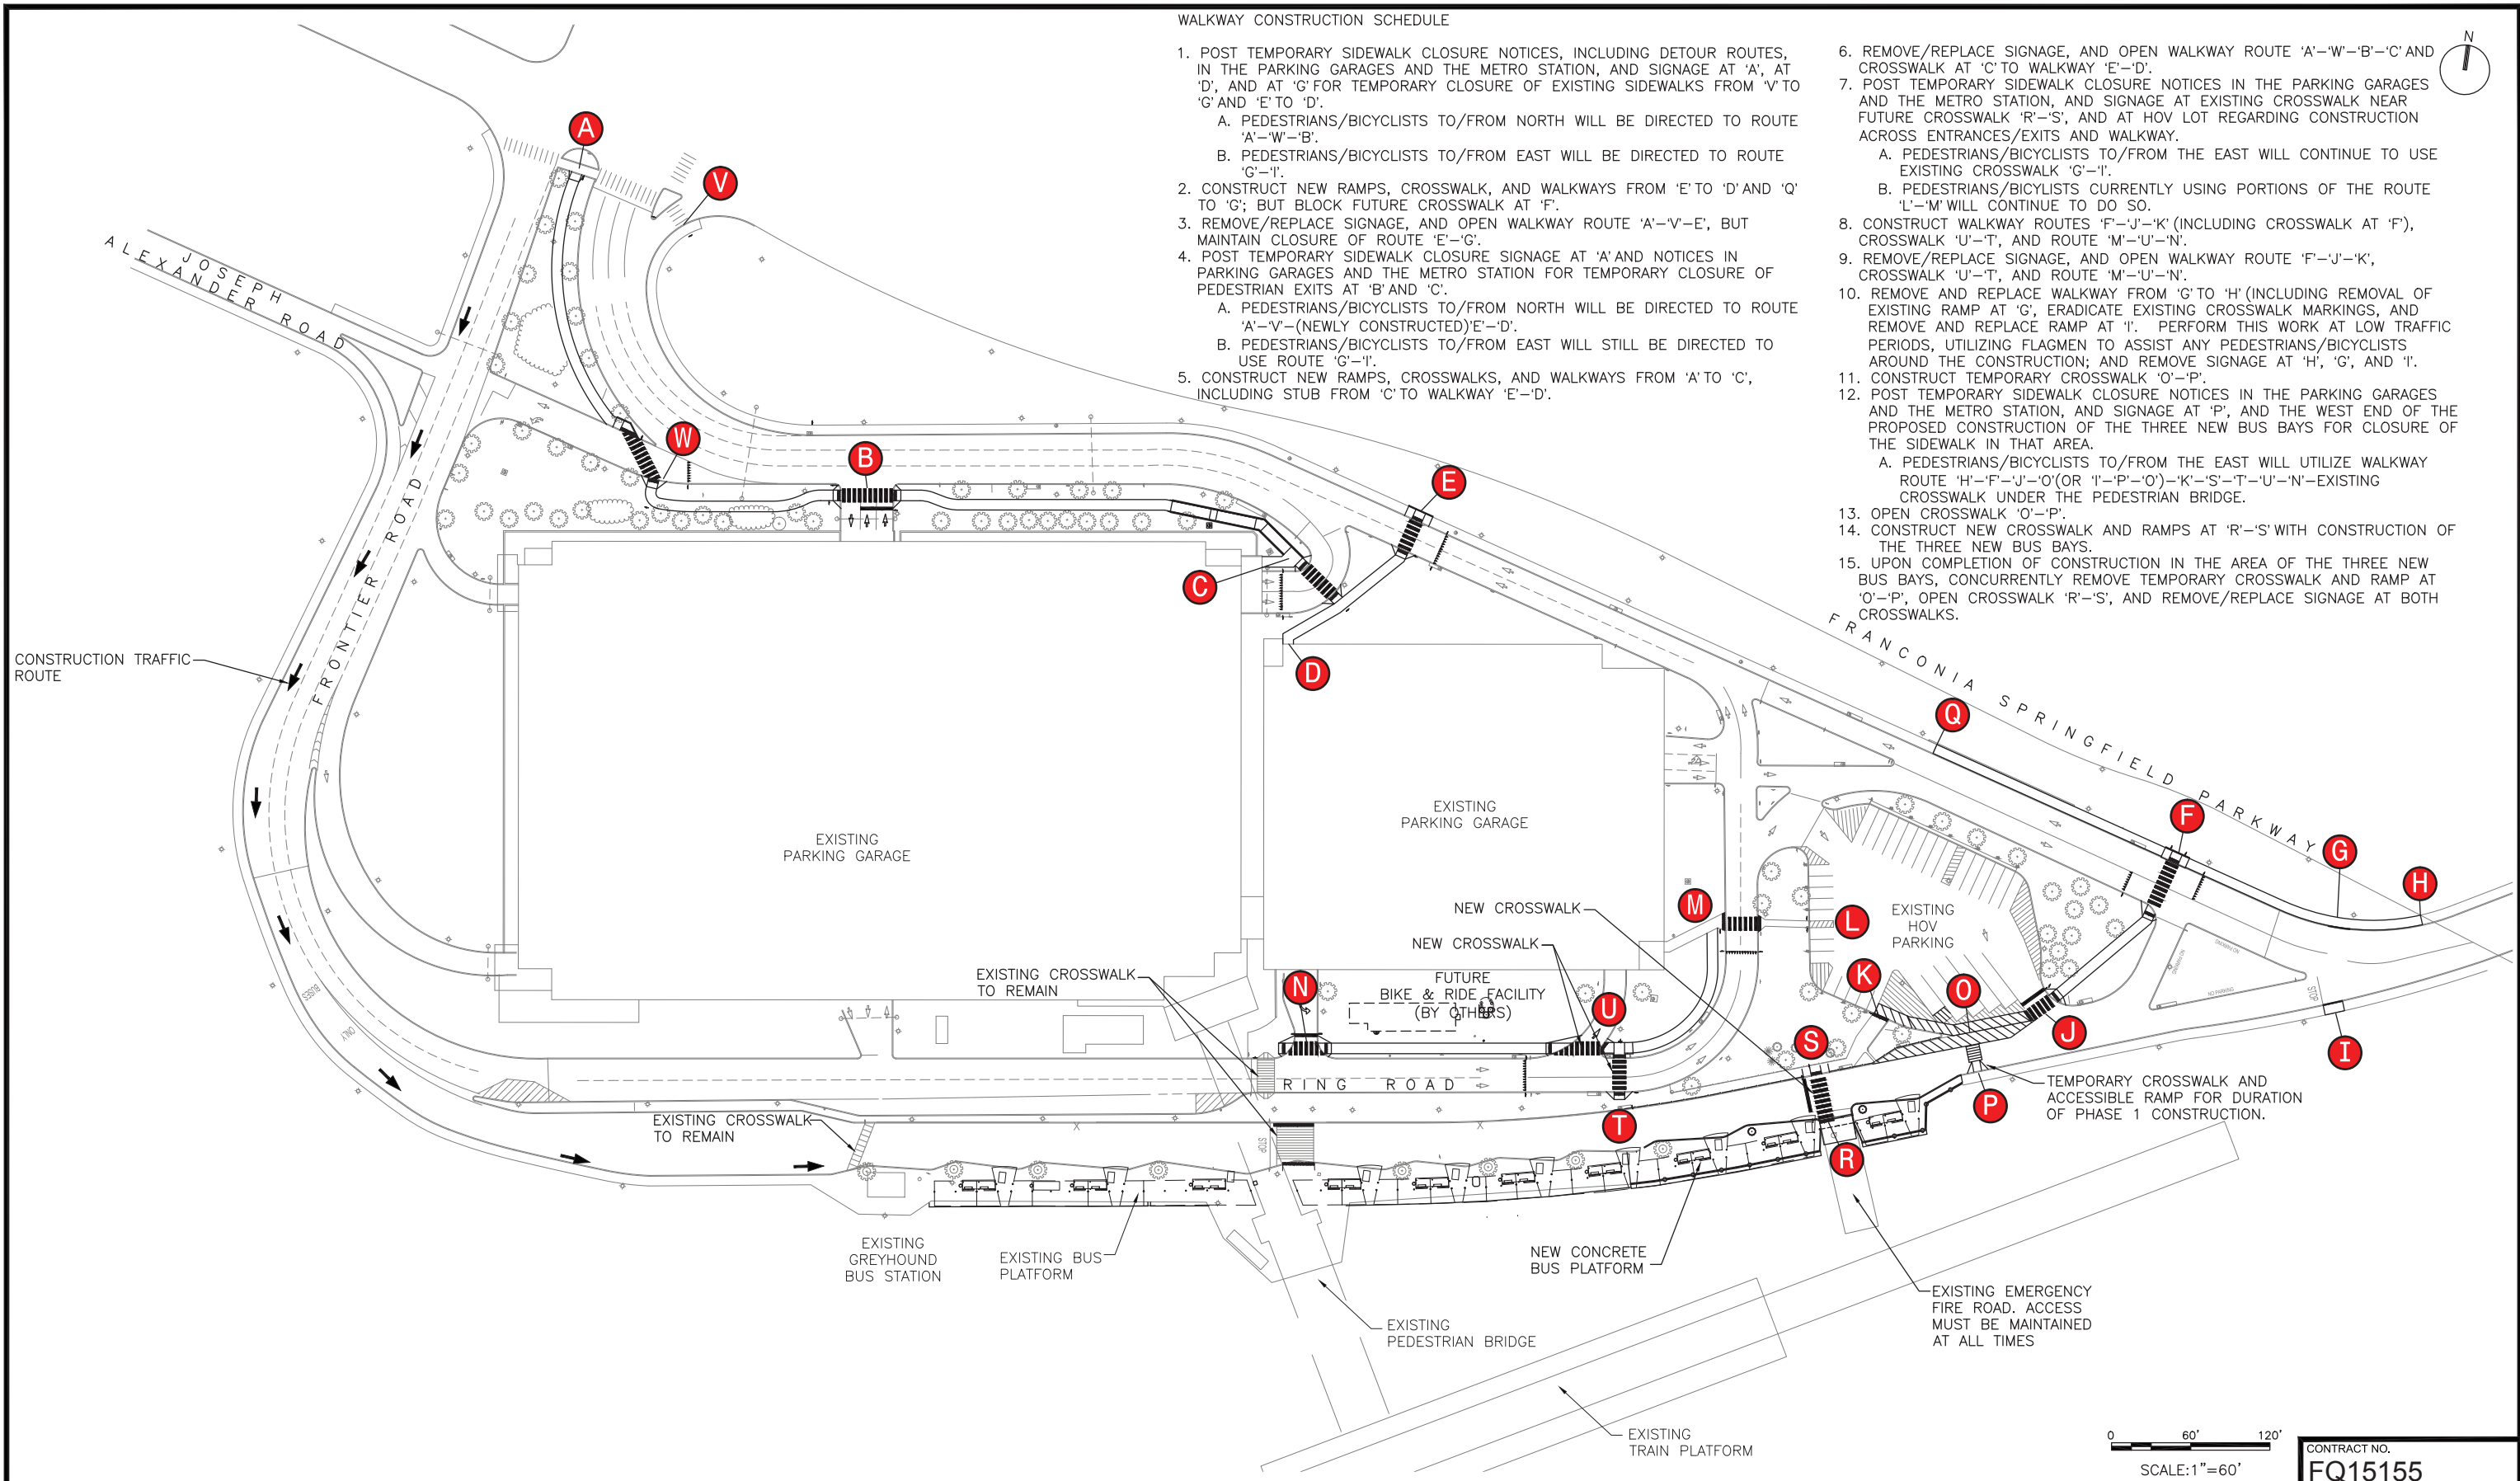 WALKWAY CONSTRUCTION SCHEDULE
1. POST TEMPORARY SIDEWALK CLOSURE NOTICES, INCLUDING DETOUR ROUTES,
IN THE PARKING GARAGES AND THE METRO STATION, AND SIGNAGE AT 'A', AT
'D', AND AT 'G' FOR TEMPORARY CLOSURE OF EXISTING SIDEWALKS FROM 'V' TO
'G' AND 'E' TO 'D'.
A. PEDESTRIANS/BICYCLISTS TO/FROM NORTH WILL BE DIRECTED TO ROUTE
'A'-'W'-'B'.
B. PEDESTRIANS/BICYCLISTS TO/FROM EAST WILL BE DIRECTED TO ROUTE
'G'-'I'.
2. CONSTRUCT NEW RAMPS, CROSSWALK, AND WALKWAYS FROM 'E' TO 'D' AND 'Q'
TO 'G'; BUT BLOCK FUTURE CROSSWALK AT 'F'.
3. REMOVE/REPLACE SIGNAGE, AND OPEN WALKWAY ROUTE 'A'-'V'-E', BUT
MAINTAIN CLOSURE OF ROUTE 'E'-'G'.
4. POST TEMPORARY SIDEWALK CLOSURE SIGNAGE AT 'A' AND NOTICES IN
PARKING GARAGES AND THE METRO STATION FOR TEMPORARY CLOSURE OF
PEDESTRIAN EXITS AT 'B' AND 'C'.
A. PEDESTRIANS/BICYCLISTS TO/FROM NORTH WILL BE DIRECTED TO ROUTE
'A'-'V'-(NEWLY CONSTRUCTED)'E'-'D'.
B. PEDESTRIANS/BICYCLISTS TO/FROM EAST WILL STILL BE DIRECTED TO
USE ROUTE 'G'-'I'.
5. CONSTRUCT NEW RAMPS, CROSSWALKS, AND WALKWAYS FROM 'A' TO 'C',
INCLUDING STUB FROM 'C' TO WALKWAY 'E'-'D'.
6. REMOVE/REPLACE SIGNAGE, AND OPEN WALKWAY ROUTE 'A'-'W'-'B'-'C' AND
CROSSWALK AT 'C' TO WALKWAY 'E'-'D'.
7. POST TEMPORARY SIDEWALK CLOSURE NOTICES IN THE PARKING GARAGES
AND THE METRO STATION, AND SIGNAGE AT EXISTING CROSSWALK NEAR
FUTURE CROSSWALK 'R'-'S', AND AT HOV LOT REGARDING CONSTRUCTION
ACROSS ENTRANCES/EXITS AND WALKWAY.
A. PEDESTRIANS/BICYCLISTS TO/FROM THE EAST WILL CONTINUE TO USE
EXISTING CROSSWALK 'G'-'I'.
B. PEDESTRIANS/BICYLISTS CURRENTLY USING PORTIONS OF THE ROUTE
'L'-'M' WILL CONTINUE TO DO SO.
8. CONSTRUCT WALKWAY ROUTES 'F'-'J'-'K' (INCLUDING CROSSWALK AT 'F'),
CROSSWALK 'U'-'T', AND ROUTE 'M'-'U'-'N'.
9. REMOVE/REPLACE SIGNAGE, AND OPEN WALKWAY ROUTE 'F'-'J'-'K',
CROSSWALK 'U'-'T', AND ROUTE 'M'-'U'-'N'.
10. REMOVE AND REPLACE WALKWAY FROM 'G' TO 'H' (INCLUDING REMOVAL OF
EXISTING RAMP AT 'G', ERADICATE EXISTING CROSSWALK MARKINGS, AND
REMOVE AND REPLACE RAMP AT 'I'. PERFORM THIS WORK AT LOW TRAFFIC
PERIODS, UTILIZING FLAGMEN TO ASSIST ANY PEDESTRIANS/BICYCLISTS
AROUND THE CONSTRUCTION; AND REMOVE SIGNAGE AT 'H', 'G', AND 'I'.
11. CONSTRUCT TEMPORARY CROSSWALK 'O'-'P'.
12. POST TEMPORARY SIDEWALK CLOSURE NOTICES IN THE PARKING GARAGES
AND THE METRO STATION, AND SIGNAGE AT 'P', AND THE WEST END OF THE
PROPOSED CONSTRUCTION OF THE THREE NEW BUS BAYS FOR CLOSURE OF
THE SIDEWALK IN THAT AREA.
A. PEDESTRIANS/BICYCLISTS TO/FROM THE EAST WILL UTILIZE WALKWAY
ROUTE 'H'-'F'-'J'-'O'(OR 'I'-'P'-'O')-'K'-'S'-'T'-'U'-'N'-EXISTING
CROSSWALK UNDER THE PEDESTRIAN BRIDGE.
13. OPEN CROSSWALK 'O'-'P'.
14. CONSTRUCT NEW CROSSWALK AND RAMPS AT 'R'-'S' WITH CONSTRUCTION OF
THE THREE NEW BUS BAYS.
15. UPON COMPLETION OF CONSTRUCTION IN THE AREA OF THE THREE NEW
BUS BAYS, CONCURRENTLY REMOVE TEMPORARY CROSSWALK AND RAMP AT
'O'-'P', OPEN CROSSWALK 'R'-'S', AND REMOVE/REPLACE SIGNAGE AT BOTH
CROSSWALKS.
N
A
V
JOSEPH
ALEXANDER ROAD
W
B
E
C
D
FRONTIER ROAD
CONSTRUCTION TRAFFIC
ROUTE
FRANCONIA SPRINGFIELD PARKWAY
Q
F
G
H
EXISTING
PARKING GARAGE
EXISTING
PARKING GARAGE
M
L
EXISTING
HOV
PARKING
NEW CROSSWALK
NEW CROSSWALK
EXISTING CROSSWALK
TO REMAIN
N
FUTURE
BIKE & RIDE FACILITY
(BY OTHERS)
U
K
O
J
I
S
NO PARKING
NO PARKING
NO PARKING
STOP
BUSES
ONLY
RING ROAD
T
P
R
TEMPORARY CROSSWALK AND
ACCESSIBLE RAMP FOR DURATION
OF PHASE 1 CONSTRUCTION.
EXISTING CROSSWALK
TO REMAIN
STOP
X
X
EXISTING
GREYHOUND
BUS STATION
EXISTING BUS
PLATFORM
NEW CONCRETE
BUS PLATFORM
EXISTING EMERGENCY
FIRE ROAD. ACCESS
MUST BE MAINTAINED
AT ALL TIMES
EXISTING
PEDESTRIAN BRIDGE
EXISTING
TRAIN PLATFORM
0 60' 120'
SCALE:1"=60'
CONTRACT NO.
FQ15155